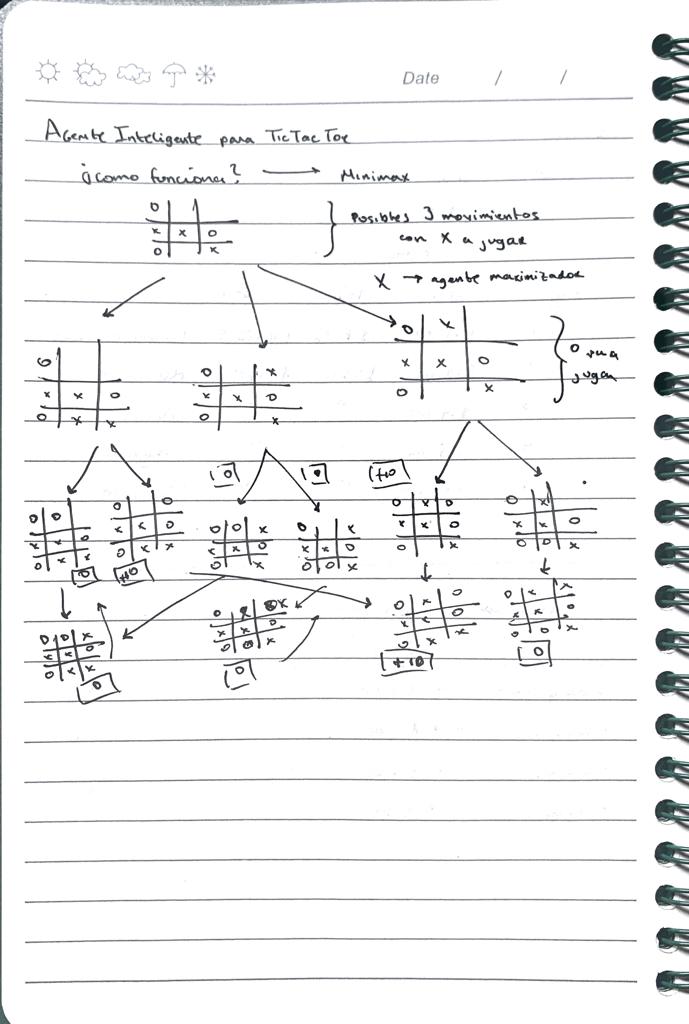 Date / /
Agente Inteligente para TicTacToe
¿como funciona? → Minimax
O
X X O
O X
Posibles 3 movimientos
con X a jugar
X → agente maximizador
O
X X O
O X X
O X
X X O
O X
O X
X X O
O X
O va a
jugar
0 0 +10
O O
X X O
O X X
O O
X X O
O X X
O O X
X X O
O X
O X
X X O
O O X
O X O
X X O
O X
O X
X X O
O O X
0 +10
O O X
X X O
O X X
O X X
X X O
O O X
O X O
X X O
O X X
O X X
X X O
O O X
0 0 +10 0